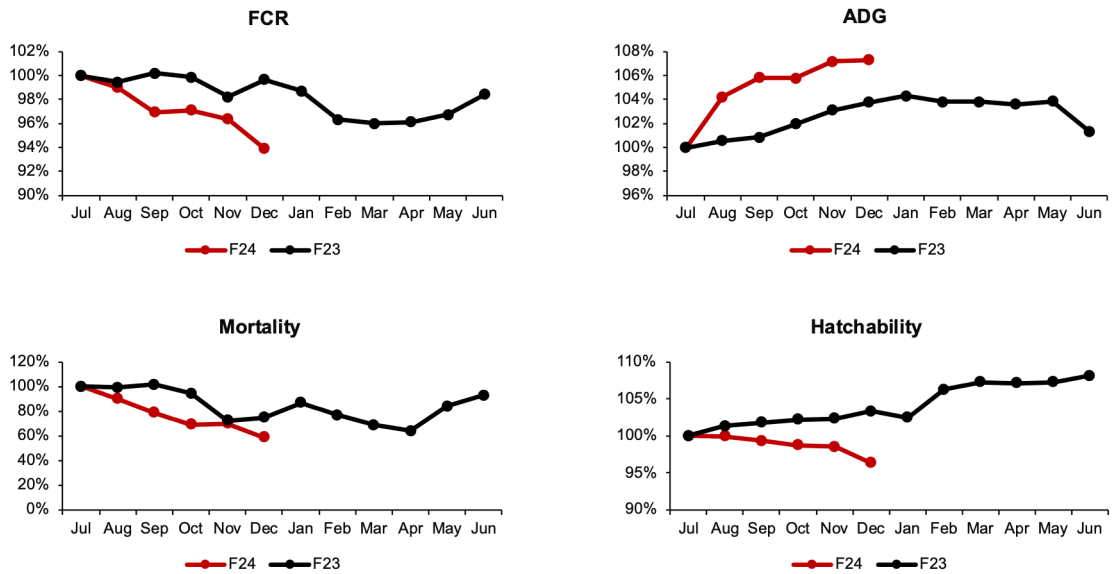 FCR
102%
100%
98%
96%
94%
92%
90%
Jul Aug Sep Oct Nov Dec Jan Feb Mar Apr May Jun
F24 F23
ADG
108%
106%
104%
102%
100%
98%
96%
Jul Aug Sep Oct Nov Dec Jan Feb Mar Apr May Jun
F24 F23
Mortality
120%
100%
80%
60%
40%
20%
0%
Jul Aug Sep Oct Nov Dec Jan Feb Mar Apr May Jun
F24 F23
Hatchability
110%
105%
100%
95%
90%
Jul Aug Sep Oct Nov Dec Jan Feb Mar Apr May Jun
F24 F23